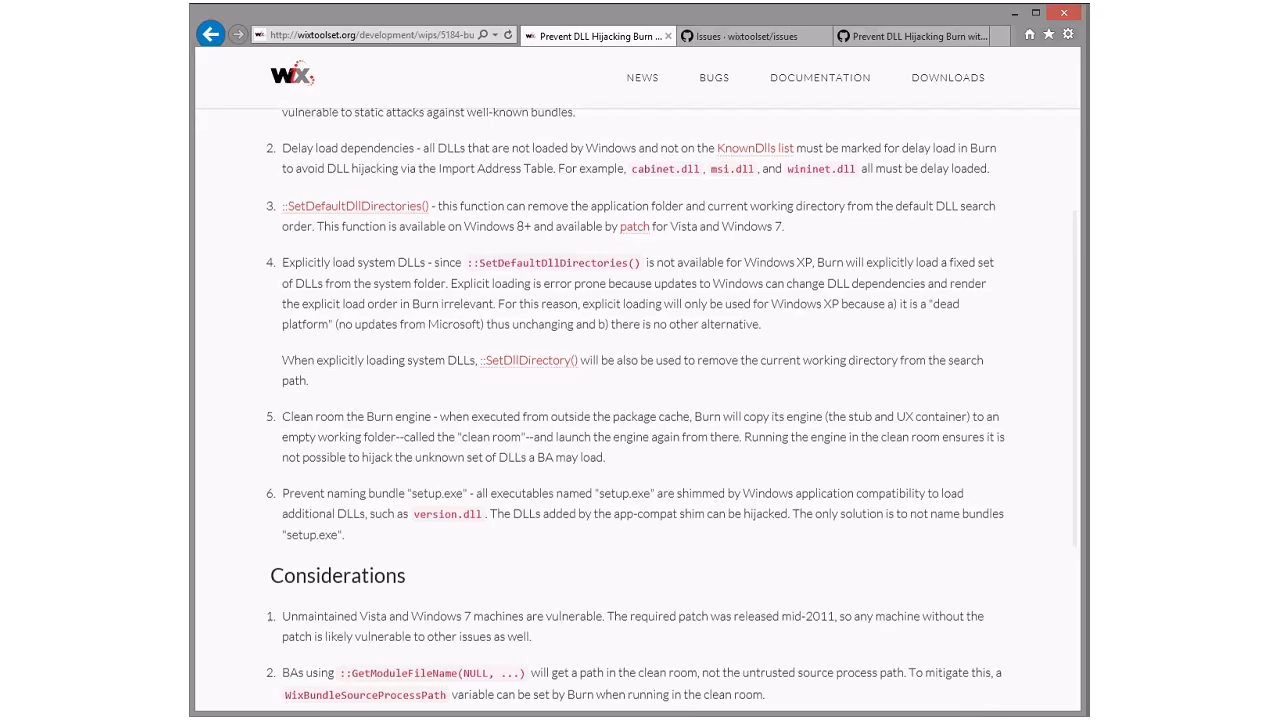 http://wixtoolset.org/development/wips/5184-bu
Prevent DLL Hijacking Burn ...
Issues · wixtoolset/issues
Prevent DLL Hijacking Burn wit...
WiX
NEWS
BUGS
DOCUMENTATION
DOWNLOADS
vulnerable to static attacks against well-known bundles.
2. Delay load dependencies - all DLLs that are not loaded by Windows and not on the KnownDlls list must be marked for delay load in Burn
to avoid DLL hijacking via the Import Address Table. For example, cabinet.dll, msi.dll, and wininet.dll all must be delay loaded.
3. ::SetDefaultDllDirectories() - this function can remove the application folder and current working directory from the default DLL search
order. This function is available on Windows 8+ and available by patch for Vista and Windows 7.
4. Explicitly load system DLLs - since ::SetDefaultDllDirectories() is not available for Windows XP, Burn will explicitly load a fixed set
of DLLs from the system folder. Explicit loading is error prone because updates to Windows can change DLL dependencies and render
the explicit load order in Burn irrelevant. For this reason, explicit loading will only be used for Windows XP because a) it is a "dead
platform" (no updates from Microsoft) thus unchanging and b) there is no other alternative.
When explicitly loading system DLLs, ::SetDllDirectory() will be also be used to remove the current working directory from the search
path.
5. Clean room the Burn engine - when executed from outside the package cache, Burn will copy its engine (the stub and UX container) to an
empty working folder--called the "clean room"--and launch the engine again from there. Running the engine in the clean room ensures it is
not possible to hijack the unknown set of DLLs a BA may load.
6. Prevent naming bundle "setup.exe" - all executables named "setup.exe" are shimmed by Windows application compatibility to load
additional DLLs, such as version.dll. The DLLs added by the app-compat shim can be hijacked. The only solution is to not name bundles
"setup.exe".
Considerations
1. Unmaintained Vista and Windows 7 machines are vulnerable. The required patch was released mid-2011, so any machine without the
patch is likely vulnerable to other issues as well.
2. BAs using ::GetModuleFileName(NULL, ...) will get a path in the clean room, not the untrusted source process path. To mitigate this, a
WixBundleSourceProcessPath variable can be set by Burn when running in the clean room.